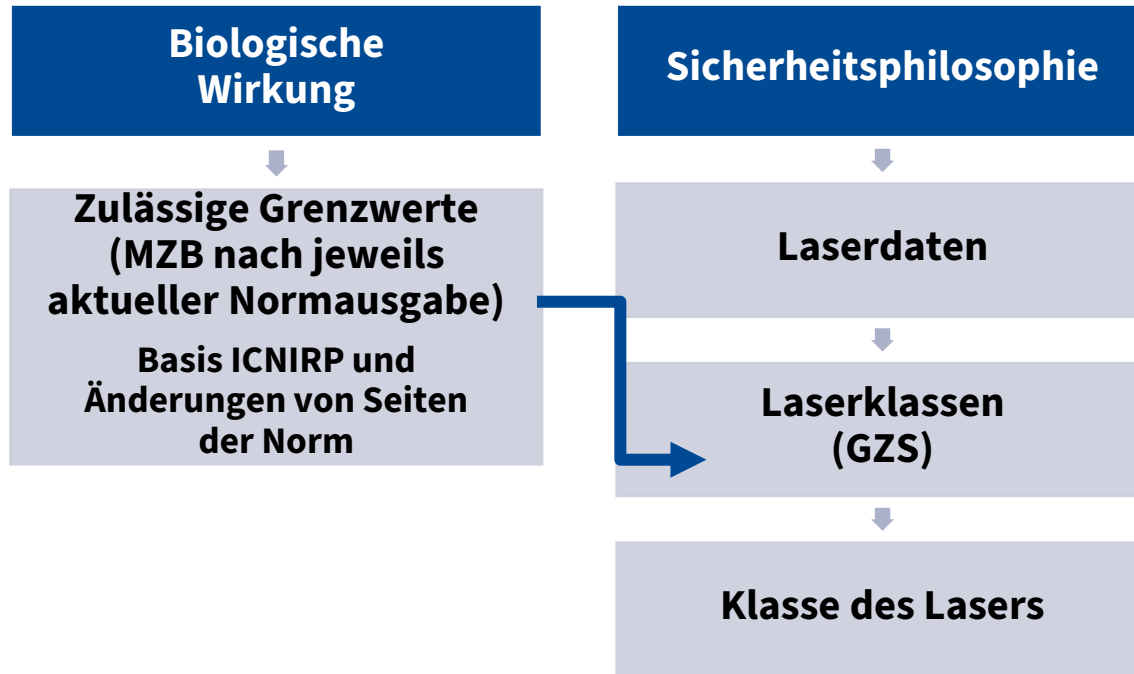 Biologische
Wirkung
Zulässige Grenzwerte
(MZB nach jeweils
aktueller Normausgabe)
Basis ICNIRP und
Änderungen von Seiten
der Norm
Sicherheitsphilosophie
Laserdaten
Laserklassen
(GZS)
Klasse des Lasers